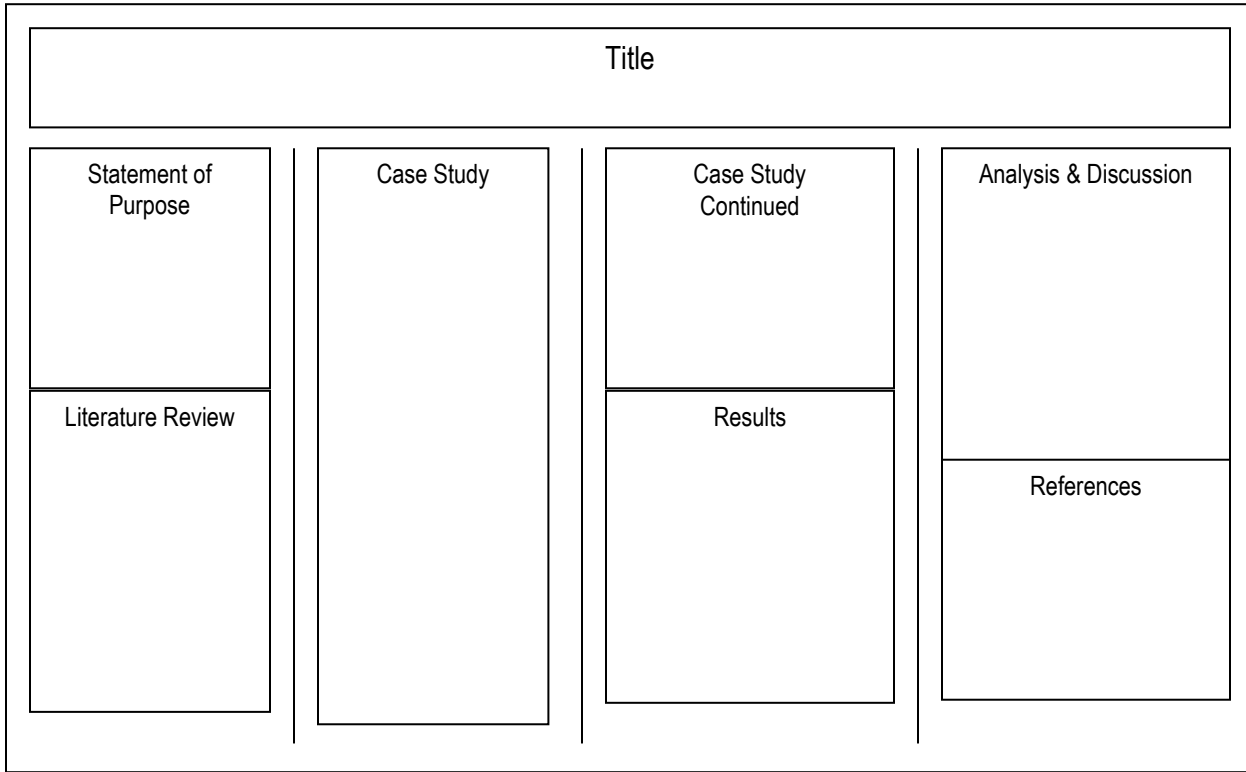 Title
Statement of
Purpose
Literature Review
Case Study
Case Study
Continued
Results
Analysis & Discussion
References